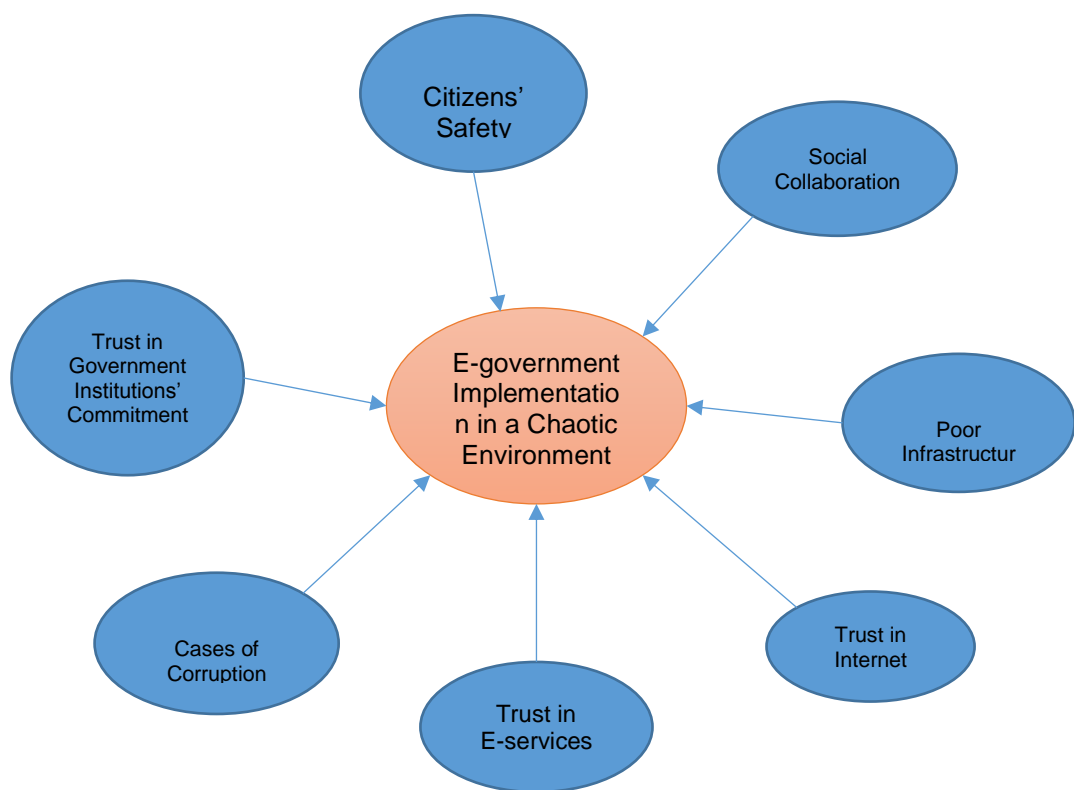 Citizens’
Safety
Social
Collaboration
Trust in
Government
Institutions’
Commitment
E-government
Implementatio
n in a Chaotic
Environment
Poor
Infrastructur
Cases of
Corruption
Trust in
E-services
Trust in
Internet